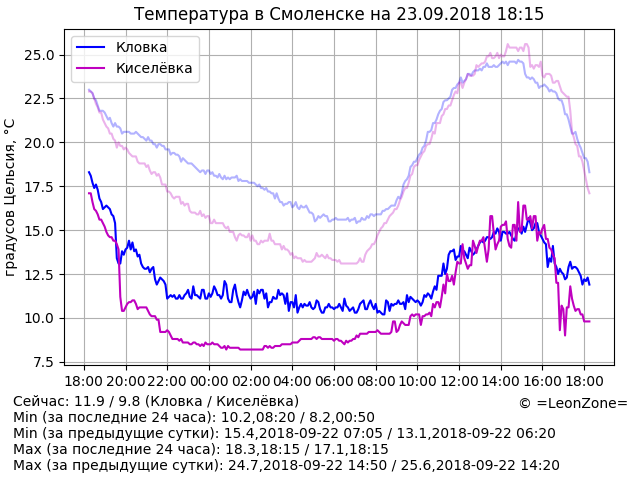 Температура в Смоленске на 23.09.2018 18:15
Кловка
Киселёвка
градусов Цельсия, °C
25.0
22.5
20.0
17.5
15.0
12.5
10.0
7.5
18:00 20:00 22:00 00:00 02:00 04:00 06:00 08:00 10:00 12:00 14:00 16:00 18:00
Сейчас: 11.9 / 9.8 (Кловка / Киселёвка)
© =LeonZone=
Min (за последние 24 часа): 10.2,08:20 / 8.2,00:50
Min (за предыдущие сутки): 15.4,2018-09-22 07:05 / 13.1,2018-09-22 06:20
Max (за последние 24 часа): 18.3,18:15 / 17.1,18:15
Max (за предыдущие сутки): 24.7,2018-09-22 14:50 / 25.6,2018-09-22 14:20